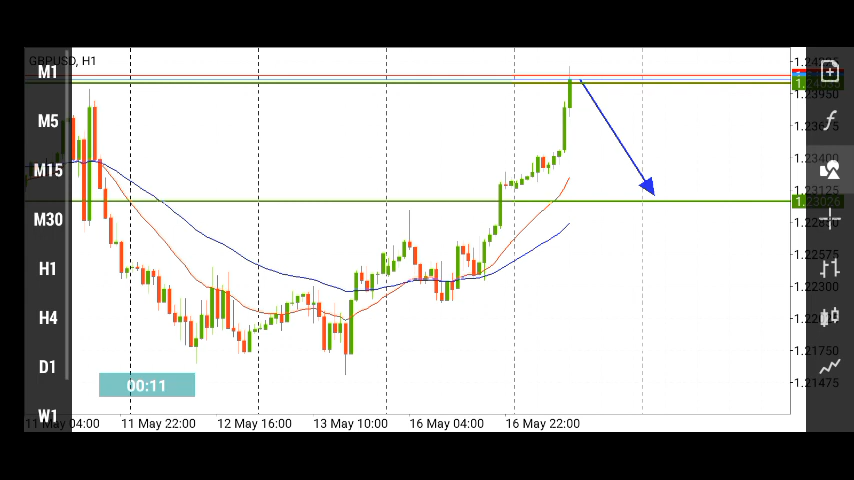 GBPUSD, H1
M1
M5
M15
M30
H1
H4
D1
W1
00:11
1.23950
1.23400
1.23125
1.23026
1.22575
1.22300
1.21750
1.21475
11 May 04:00
11 May 22:00
12 May 16:00
13 May 10:00
16 May 04:00
16 May 22:00
f